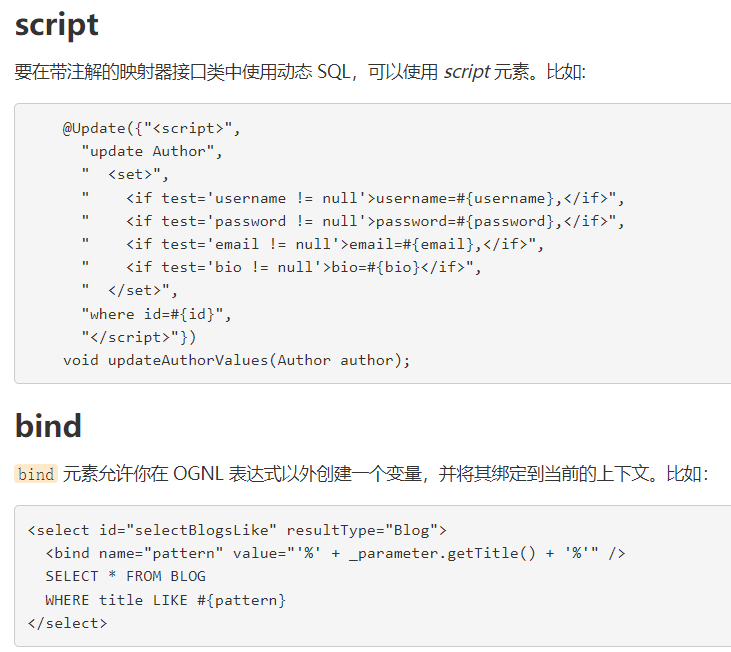 script
要在带注解的映射器接口类中使用动态 SQL，可以使用 script 元素。比如:
    @Update({"<script>",
      "update Author",
      "  <set>",
      "    <if test='username != null'>username=#{username},</if>",
      "    <if test='password != null'>password=#{password},</if>",
      "    <if test='email != null'>email=#{email},</if>",
      "    <if test='bio != null'>bio=#{bio}</if>",
      "  </set>",
      "where id=#{id}",
      "</script>"})
    void updateAuthorValues(Author author);
bind
bind 元素允许你在 OGNL 表达式以外创建一个变量，并将其绑定到当前的上下文。比如：
<select id="selectBlogsLike" resultType="Blog">
  <bind name="pattern" value="'%' + _parameter.getTitle() + '%'" />
  SELECT * FROM BLOG
  WHERE title LIKE #{pattern}
</select>